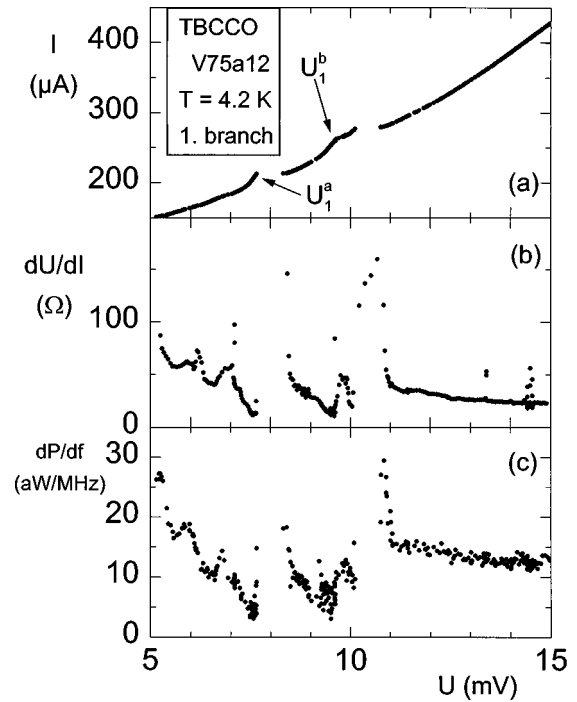 I
(μA)
400
300
200
TBCCO
V75a12
T = 4.2 K
1. branch
U₁ᵇ
U₁ᵃ
(a)
dU/dI
(Ω)
100
0
(b)
dP/df
(aW/MHz)
30
20
10
0
(c)
5
10
15
U (mV)